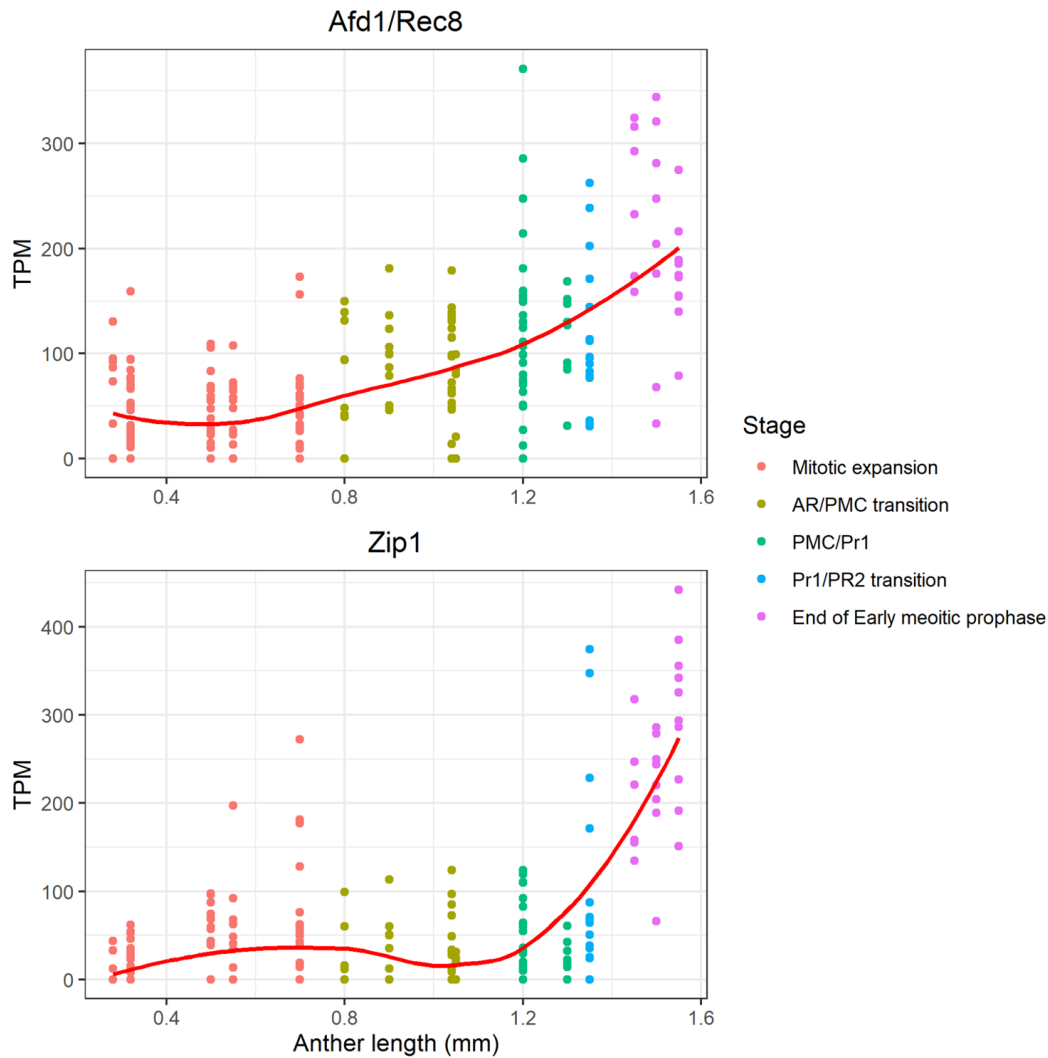 Afd1/Rec8
300
200
100
0
TPM
0.4 0.8 1.2 1.6
Zip1
400
300
200
100
0
TPM
0.4 0.8 1.2 1.6
Anther length (mm)
Stage
Mitotic expansion
AR/PMC transition
PMC/Pr1
Pr1/PR2 transition
End of Early meoitic prophase